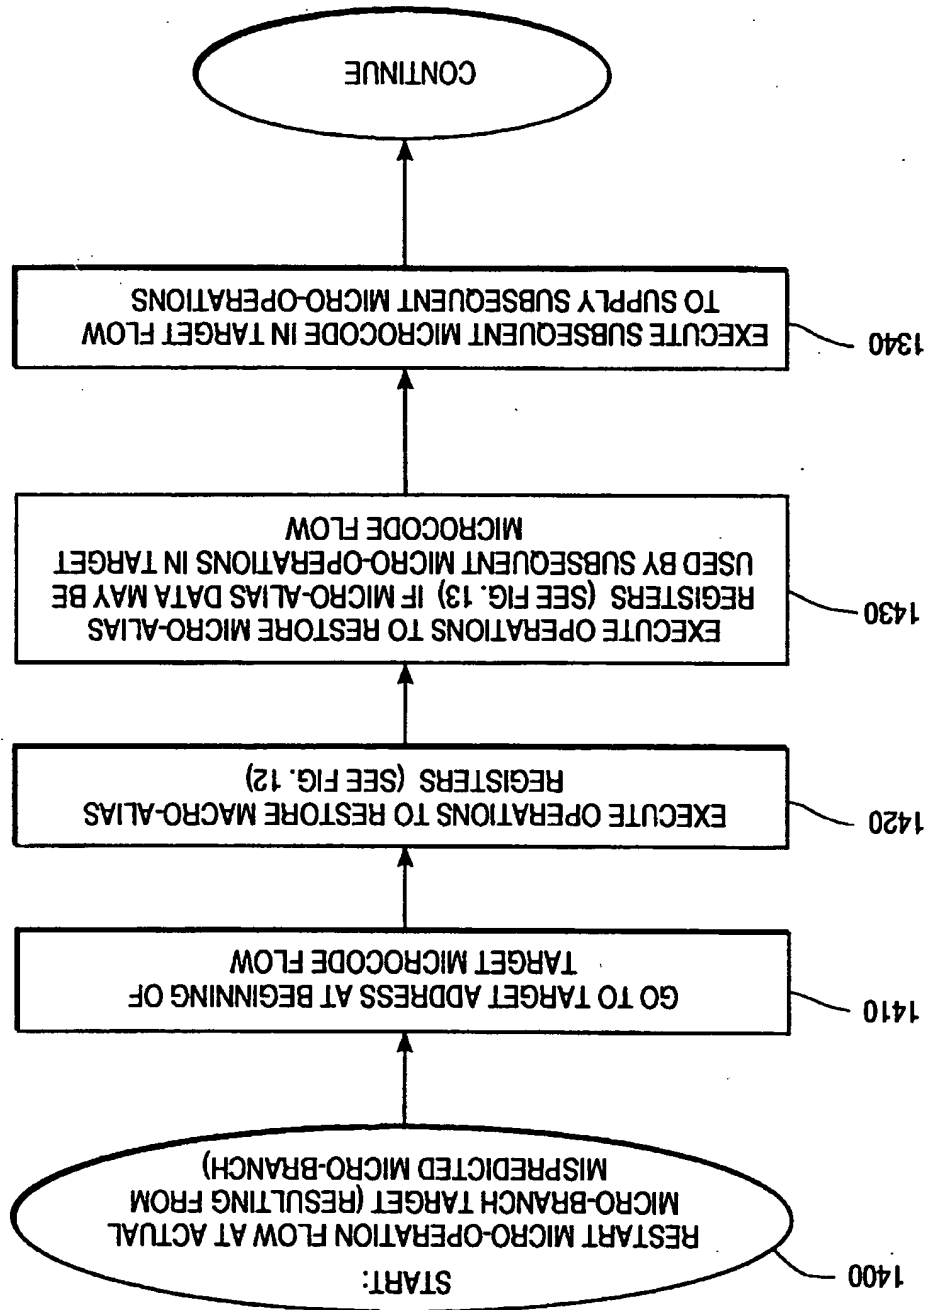 1400
START:
RESTART MICRO-OPERATION FLOW AT ACTUAL
MICRO-BRANCH TARGET (RESULTING FROM
MISPREDICTED MICRO-BRANCH)
1410
GO TO TARGET ADDRESS AT BEGINNING OF
TARGET MICROCODE FLOW
1420
EXECUTE OPERATIONS TO RESTORE MACRO-ALIAS
REGISTERS (SEE FIG. 12)
1430
EXECUTE OPERATIONS TO RESTORE MICRO-ALIAS
REGISTERS (SEE FIG. 13) IF MICRO-ALIAS DATA MAY BE
USED BY SUBSEQUENT MICRO-OPERATIONS IN TARGET
MICROCODE FLOW
1340
EXECUTE SUBSEQUENT MICROCODE IN TARGET FLOW
TO SUPPLY SUBSEQUENT MICRO-OPERATIONS
CONTINUE